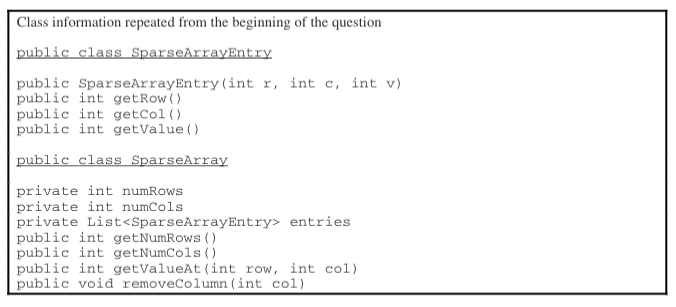 Class information repeated from the beginning of the question
public class SparseArrayEntry
public SparseArrayEntry(int r, int c, int v)
public int getRow()
public int getCol()
public int getValue()
public class SparseArray
private int numRows
private int numCols
private List<SparseArrayEntry> entries
public int getNumRows()
public int getNumCols()
public int getValueAt(int row, int col)
public void removeColumn(int col)